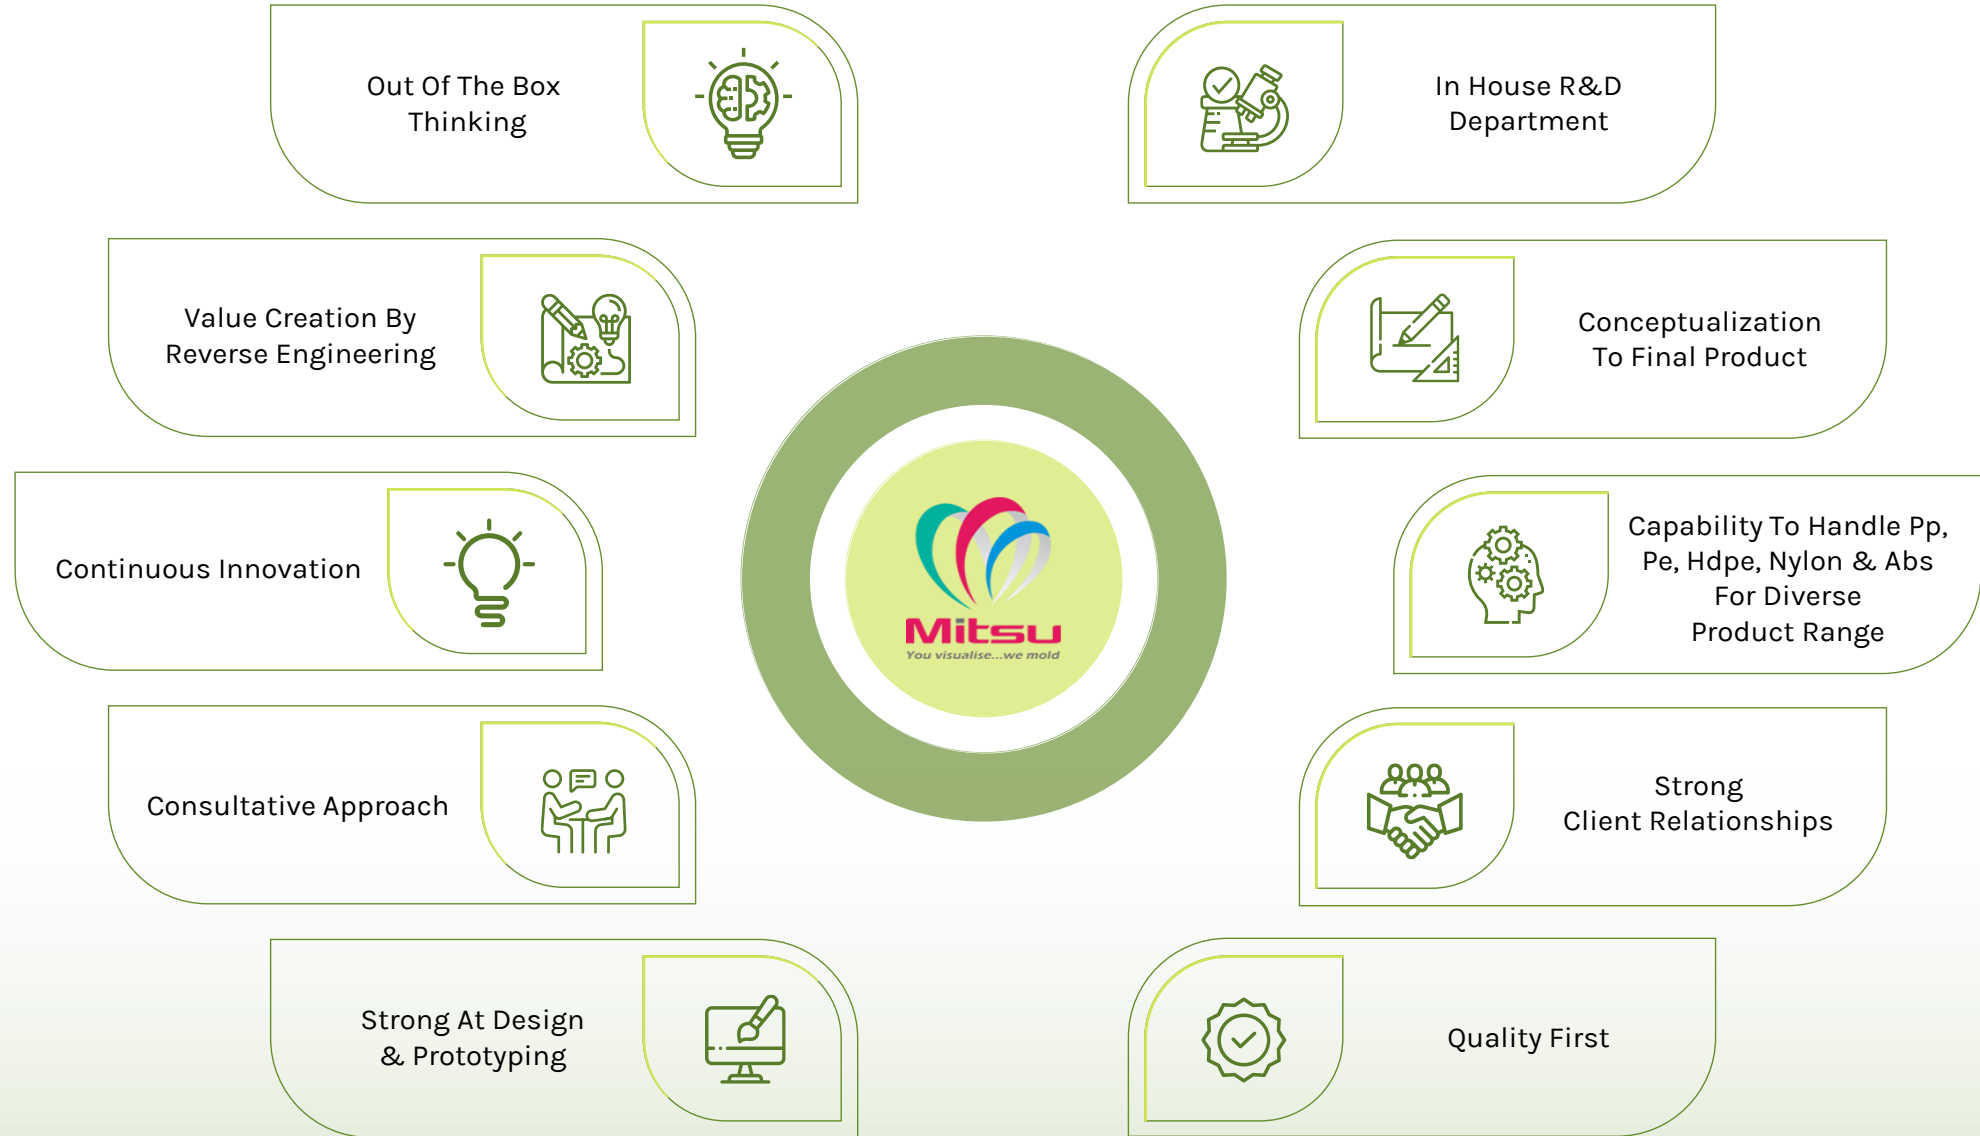 Out Of The Box
Thinking
In House R&D
Department
Value Creation By
Reverse Engineering
Conceptualization
To Final Product
Continuous Innovation
Mitsu
You visualise...we mold
Capability To Handle Pp,
Pe, Hdpe, Nylon & Abs
For Diverse
Product Range
Consultative Approach
Strong
Client Relationships
Strong At Design
& Prototyping
Quality First